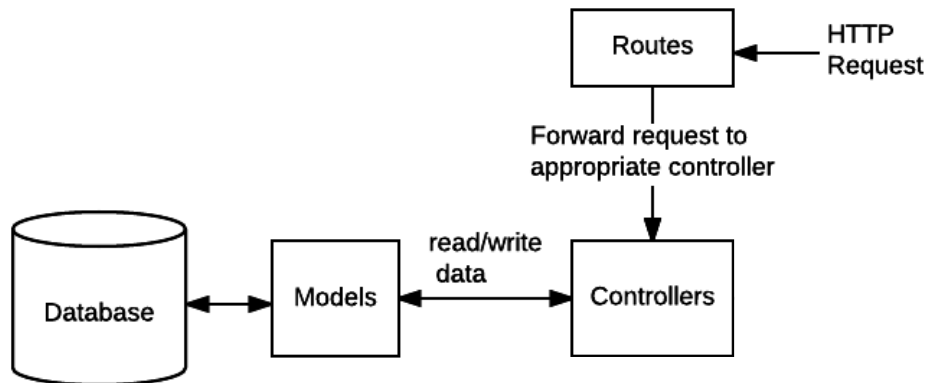 Routes
HTTP
Request
Forward request to
appropriate controller
read/write
data
Database
Models
Controllers